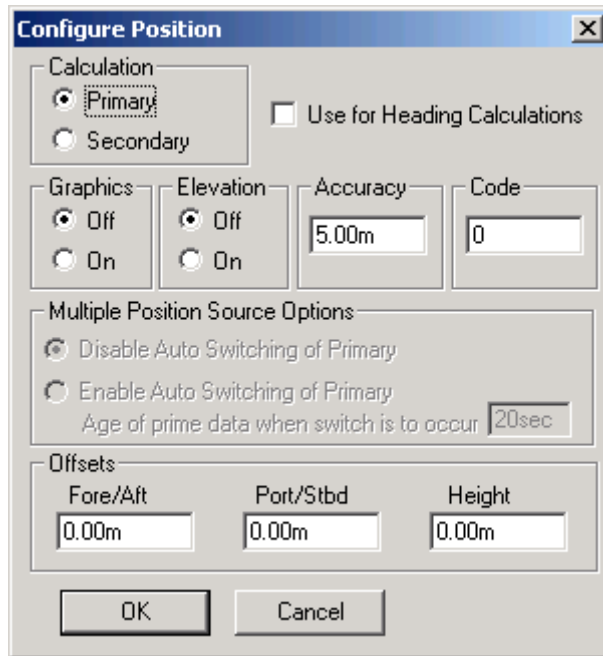 Configure Position
Calculation
Primary
Secondary
Use for Heading Calculations
Graphics
Off
On
Elevation
Off
On
Accuracy
5.00m
Code
0
Multiple Position Source Options
Disable Auto Switching of Primary
Enable Auto Switching of Primary
Age of prime data when switch is to occur 20sec
Offsets
Fore/Aft Port/Stbd Height
0.00m 0.00m 0.00m
OK Cancel